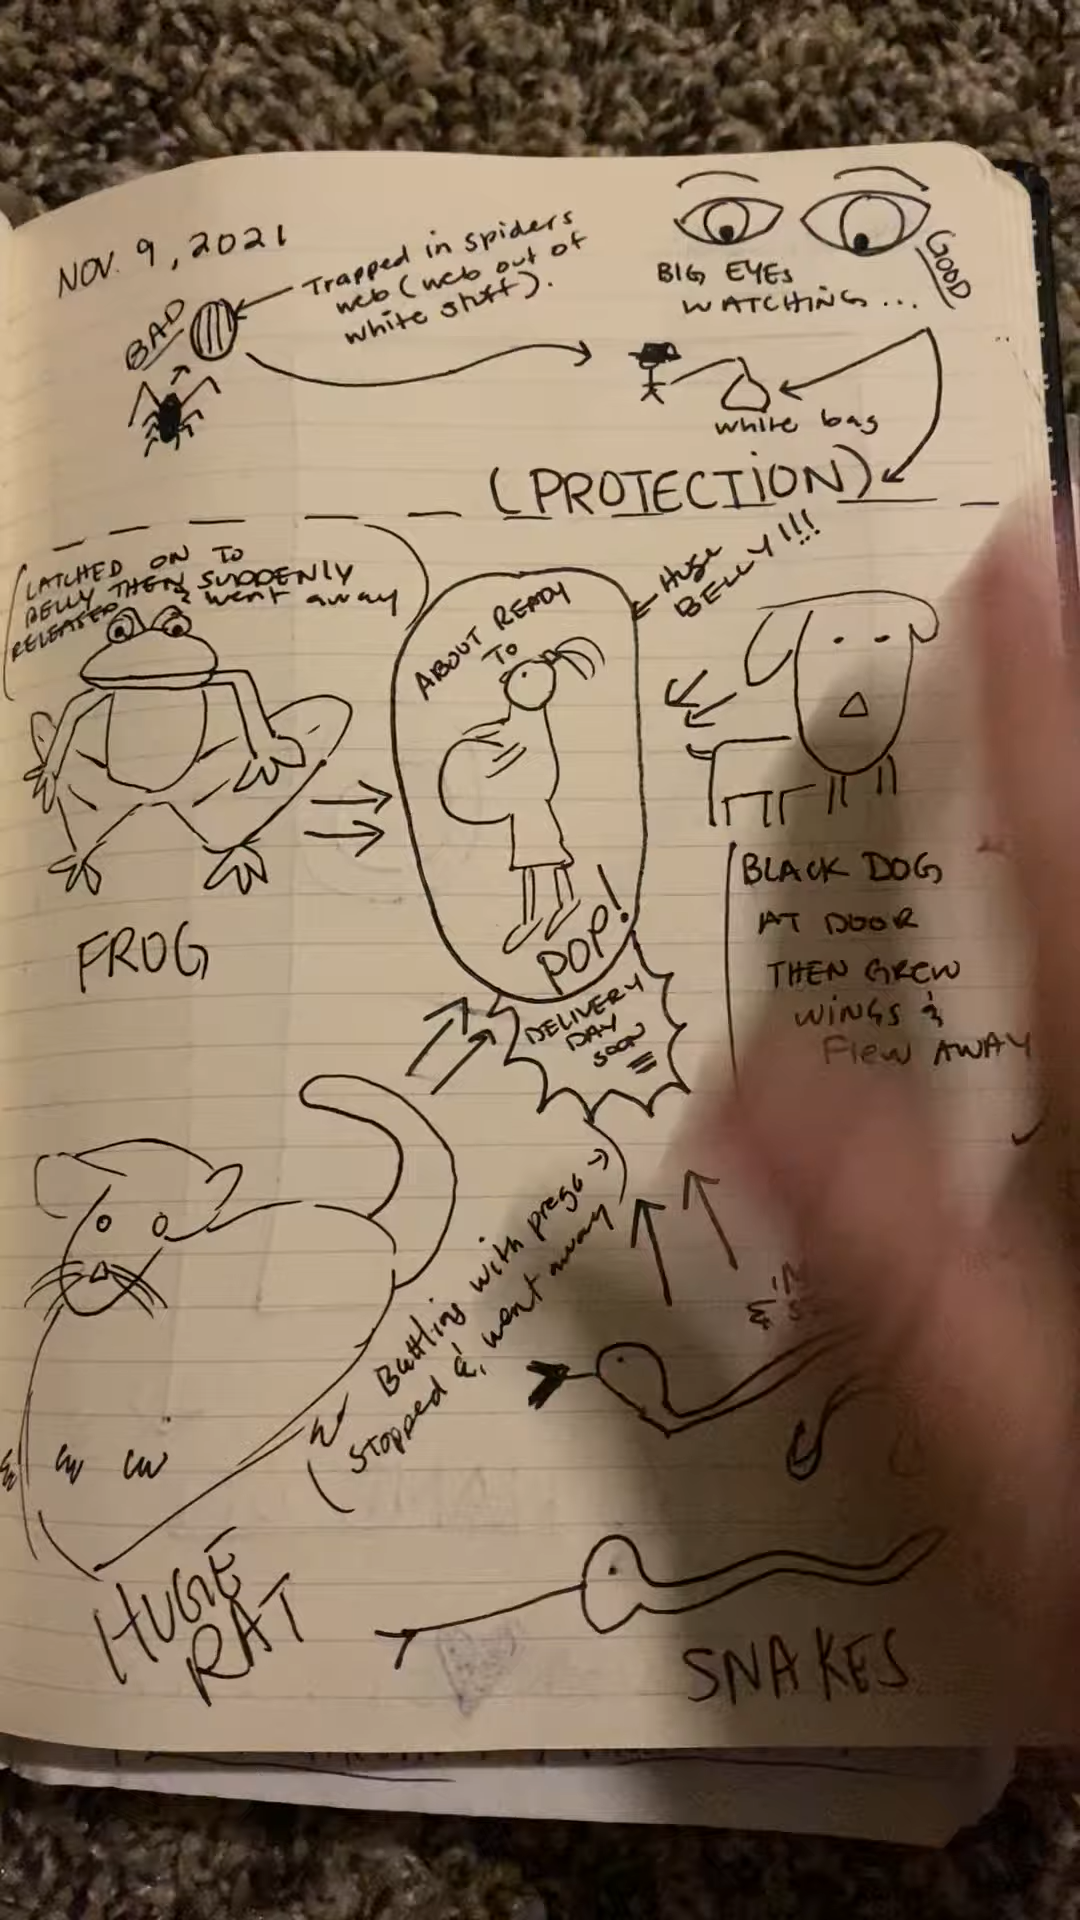 NOV. 9, 2021
BAD
Trapped in spiders
web (web out of
white stuff).
BIG EYES
WATCHING...
GOOD
white bag
(PROTECTION)
(LATCHED ON TO
BELLY THEN SUDDENLY
RELEASED & went away
FROG
ABOUT READY
TO
POP!
HUGE
BELLY!!!
DELIVERY
DAY
SOON
BLACK DOG
AT DOOR
THEN GREW
WINGS &
FLEW AWAY
Battling with prego
(stopped & went away
HUGE
RAT
SNAKES